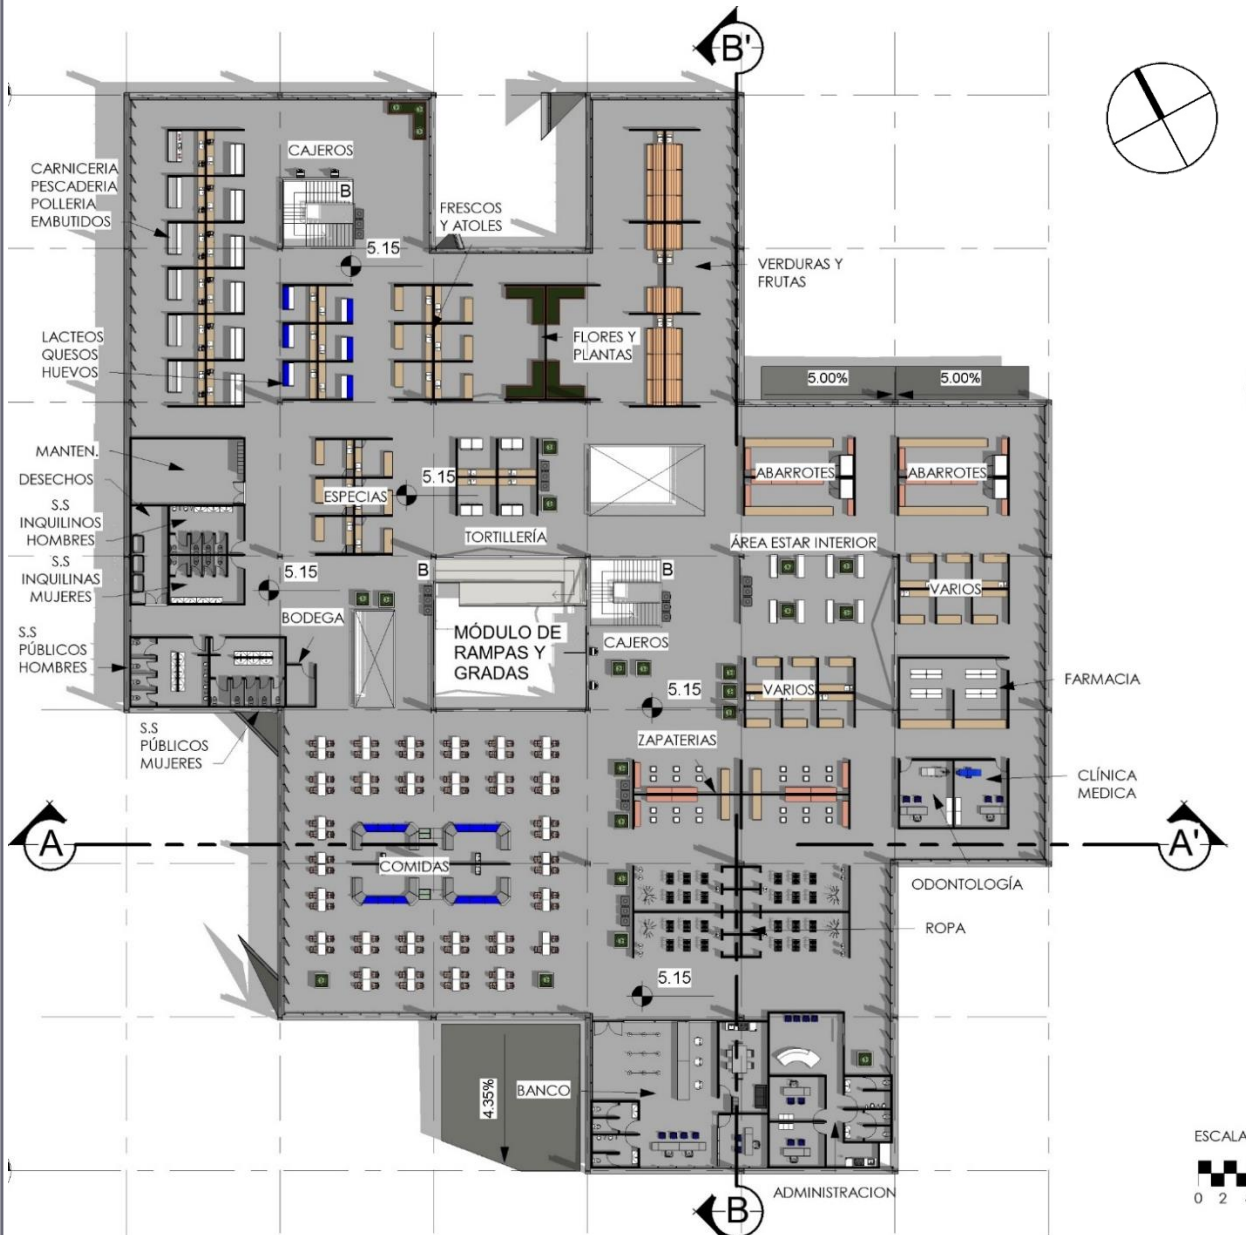 B'
CAJEROS
B
CARNICERIA
PESCADERIA
POLLERIA
EMBUTIDOS
FRESCOS
Y ATOLES
5.15
VERDURAS Y
FRUTAS
LACTEOS
QUESOS
HUEVOS
FLORES Y
PLANTAS
5.00%
5.00%
MANTEN.
DESECHOS
S.S
INQUILINOS
HOMBRES
S.S
INQUILINAS
MUJERES
ESPECIAS
5.15
ABARROTES
ABARROTES
TORTILLERÍA
ÁREA ESTAR INTERIOR
5.15
B
B
VARIOS
BODEGA
S.S
PÚBLICOS
HOMBRES
MÓDULO DE
RAMPAS Y
GRADAS
CAJEROS
5.15
VARIOS
FARMACIA
S.S
PÚBLICOS
MUJERES
ZAPATERIAS
CLÍNICA
MEDICA
A
A'
COMIDAS
ODONTOLOGÍA
ROPA
5.15
4.35%
BANCO
ADMINISTRACION
B
ESCALA
0 2